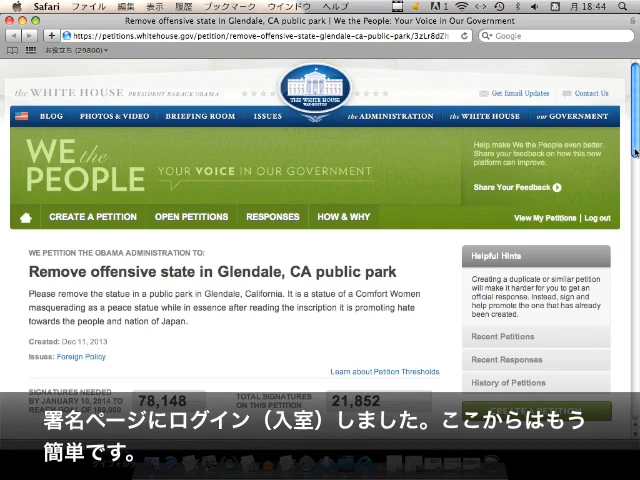 Safari ファイル 編集 表示 履歴 ブックマーク ウインドウ ヘルプ 月 18:44
Remove offensive state in Glendale, CA public park | We the People: Your Voice in Our Government
https://petitions.whitehouse.gov/petition/remove-offensive-state-glendale-ca-public-park/3zLr8dZh
Google
お役立ち (29800)
the WHITE HOUSE PRESIDENT BARACK OBAMA
Get Email Updates Contact Us
BLOG PHOTOS & VIDEO BRIEFING ROOM ISSUES the ADMINISTRATION the WHITE HOUSE our GOVERNMENT
WE the
PEOPLE
YOUR VOICE IN OUR GOVERNMENT
Help make We the People even better.
Share your feedback on how this new
platform can improve.
Share Your Feedback
CREATE A PETITION OPEN PETITIONS RESPONSES HOW & WHY View My Petitions | Log out
WE PETITION THE OBAMA ADMINISTRATION TO:
Remove offensive state in Glendale, CA public park
Please remove the statue in a public park in Glendale, California. It is a statue of a Comfort Women
masquerading as a peace statue while in essence after reading the inscription it is promoting hate
towards the people and nation of Japan.
Created: Dec 11, 2013
Issues: Foreign Policy
Learn about Petition Thresholds
SIGNATURES NEEDED
BY JANUARY 10, 2014 TO
REACH GOAL OF 100,000
78,148
TOTAL SIGNATURES
ON THIS PETITION
21,852
Helpful Hints
Creating a duplicate or similar petition
will make it harder for you to get an
official response. Instead, sign and
help promote the one that has already
been created.
Recent Petitions
Recent Responses
History of Petitions
署名ページにログイン（入室）しました。ここからはもう
簡単です。